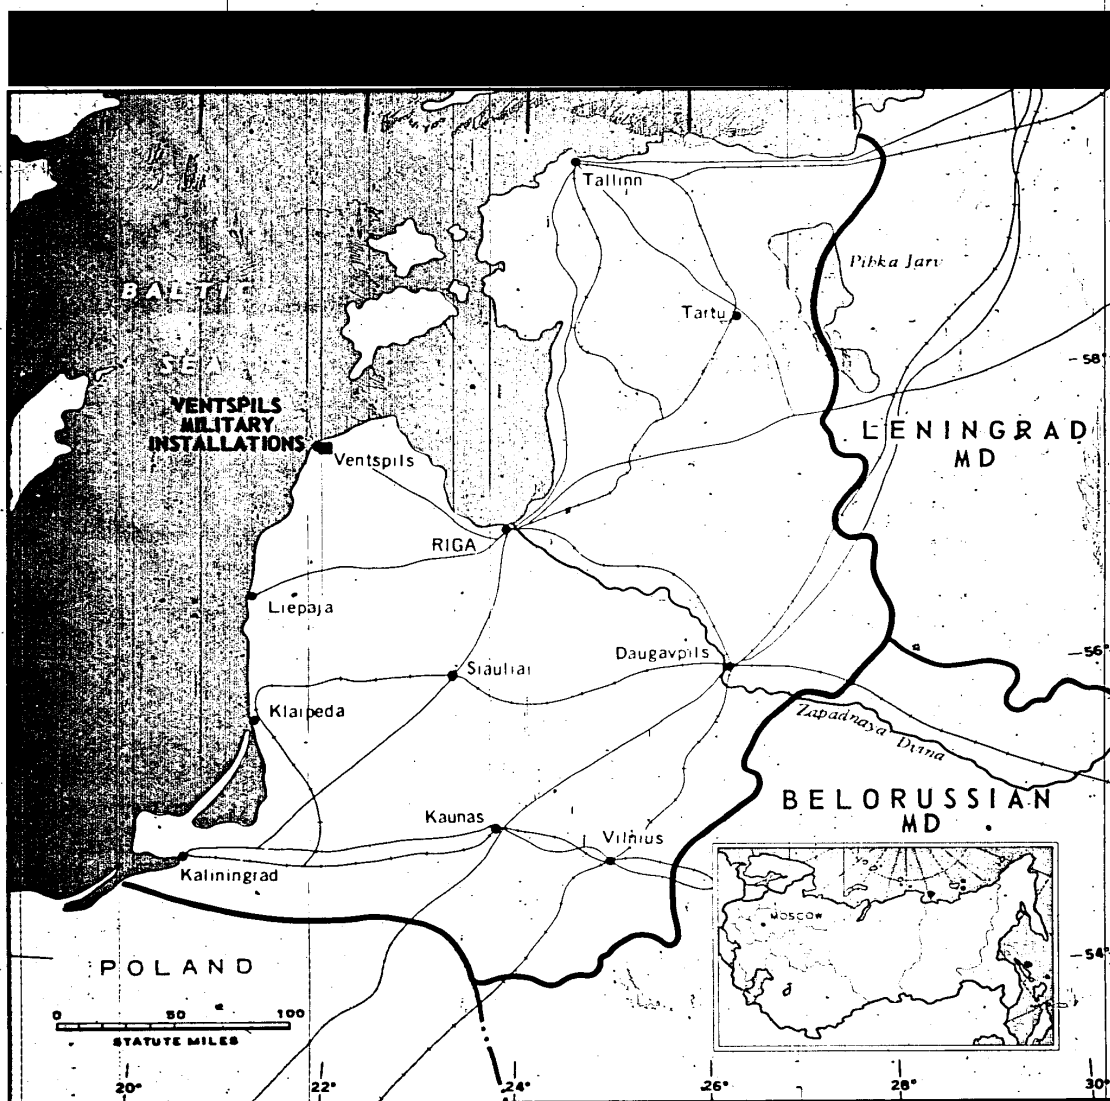 Tallinn
Pihka Jarv
BALTIC
Tartu
58°
SEA
VENTSPILS
MILITARY
INSTALLATIONS
LENINGRAD
MD
Ventspils
RIGA
Liepaja
Daugavpils
56°
Siauliai
Klaipeda
Zapadnaya Dvina
BELORUSSIAN
MD
Kaunas
Vilnius
Kaliningrad
MOSCOW
POLAND
54°
0 50 100
STATUTE MILES
20° 22° 24° 26° 28° 30°